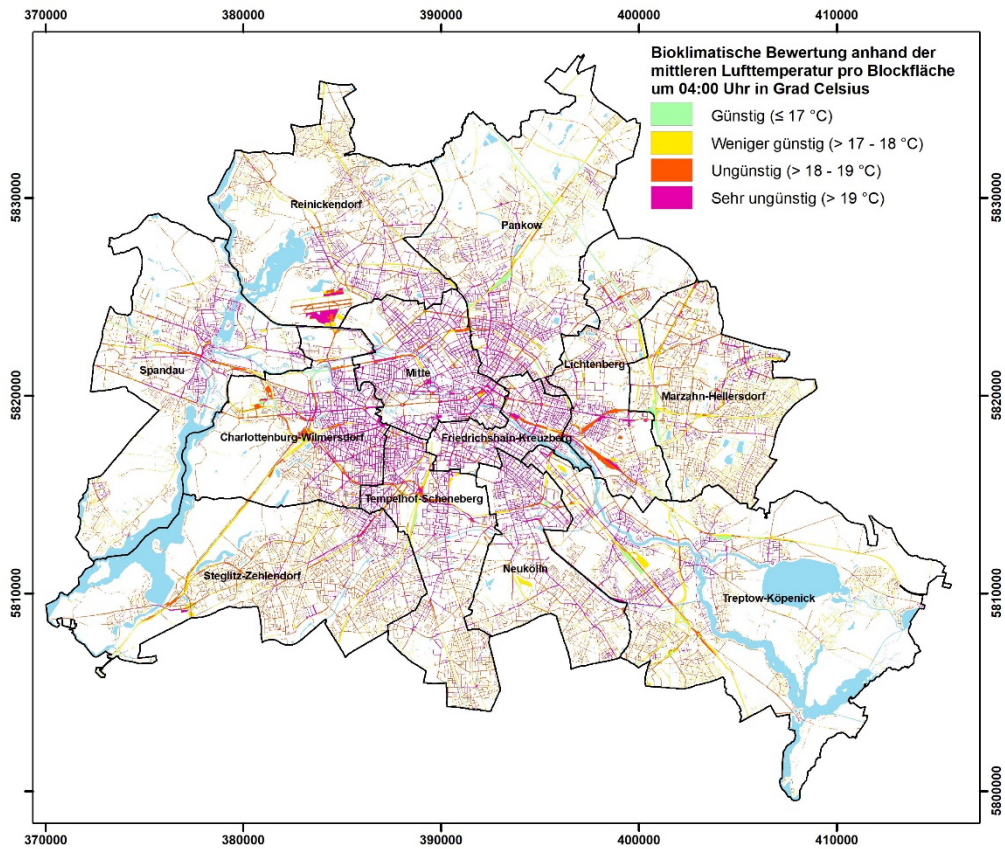 370000 380000 390000 400000 410000
Bioklimatische Bewertung anhand der
mittleren Lufttemperatur pro Blockfläche
um 04:00 Uhr in Grad Celsius
Günstig (≤ 17 °C)
Weniger günstig (> 17 - 18 °C)
Ungünstig (> 18 - 19 °C)
Sehr ungünstig (> 19 °C)
5830000
5830000
Reinickendorf
Pankow
Spandau
Mitte
Lichtenberg
5820000
5820000
Marzahn-Hellersdorf
Charlottenburg-Wilmersdorf
Friedrichshain-Kreuzberg
Tempelhof-Scheneberg
Steglitz-Zehlendorf
Neukölln
Treptow-Köpenick
5810000
5810000
5800000
5800000
370000 380000 390000 400000 410000